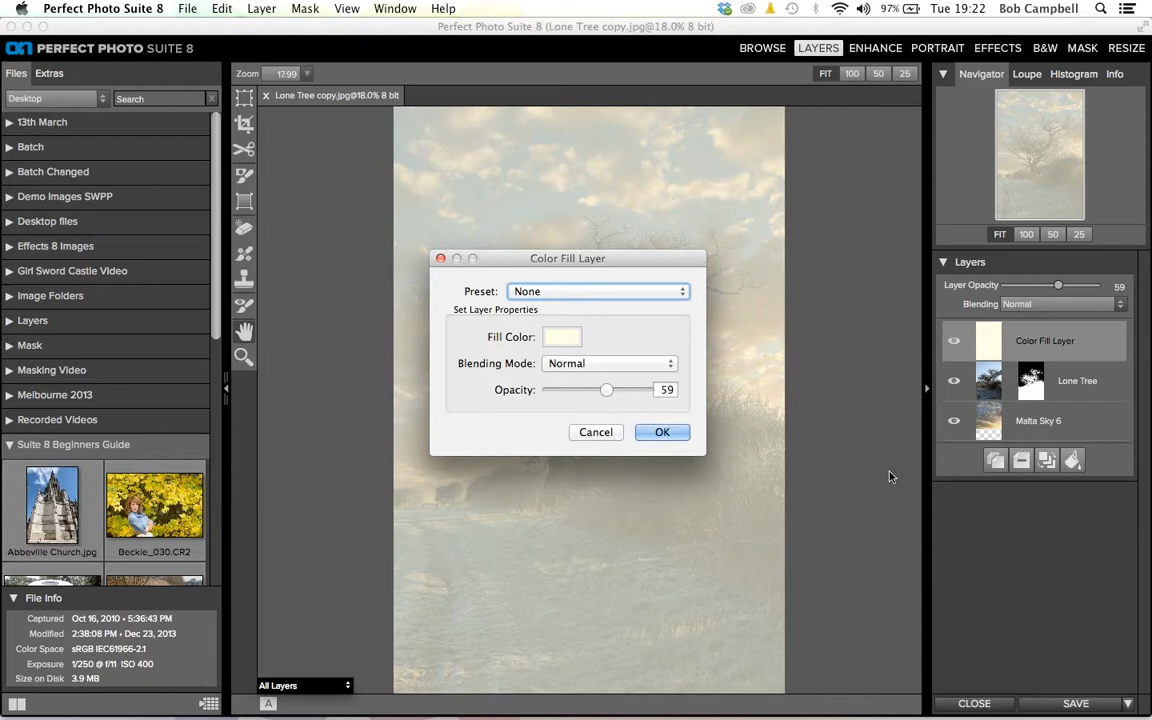 Perfect Photo Suite 8 File Edit Layer Mask View Window Help 97% Tue 19:22 Bob Campbell
Perfect Photo Suite 8 (Lone Tree copy.jpg@18.0% 8 bit)
on PERFECT PHOTO SUITE 8 BROWSE LAYERS ENHANCE PORTRAIT EFFECTS B&W MASK RESIZE
Files Extras Zoom 17.99 FIT 100 50 25 Navigator Loupe Histogram Info
Desktop Search X
X Lone Tree copy.jpg@18.0% 8 bit
13th March
Batch
Batch Changed
Demo Images SWPP
Desktop files
Effects 8 Images
Girl Sword Castle Video
Image Folders
Layers
Mask
Masking Video
Melbourne 2013
Recorded Videos
Suite 8 Beginners Guide
Abbeville Church.jpg Beckie_030.CR2
File Info
Captured Oct 16, 2010 • 5:36:43 PM
Modified 2:38:08 PM • Dec 23, 2013
Color Space sRGB IEC61966-2.1
Exposure 1/250 @ f/11 ISO 400
Size on Disk 3.9 MB
Color Fill Layer
Preset: None
Set Layer Properties
Fill Color:
Blending Mode: Normal
Opacity: 59
Cancel OK
All Layers
A
FIT 100 50 25
Layers
Layer Opacity 59
Blending Normal
Color Fill Layer
Lone Tree
Malta Sky 6
CLOSE SAVE